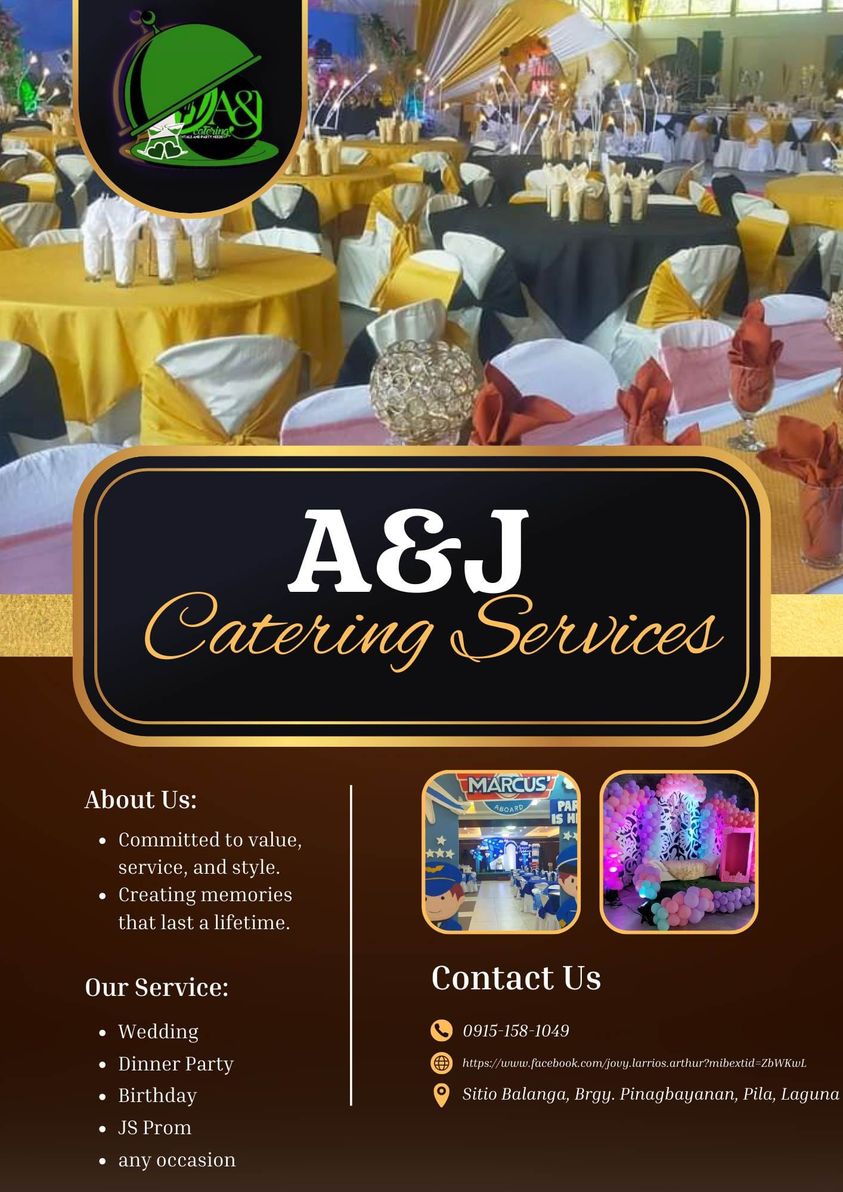 A&J
catering
A&J
Catering Services
About Us:
• Committed to value,
service, and style.
• Creating memories
that last a lifetime.
Our Service:
• Wedding
• Dinner Party
• Birthday
• JS Prom
• any occasion
MARCUS'
ABOARD
Contact Us
0915-158-1049
https://www.facebook.com/jovy.larrios.arthur?mibextid=ZbWKwL
Sitio Balanga, Brgy. Pinagbayanan, Pila, Laguna